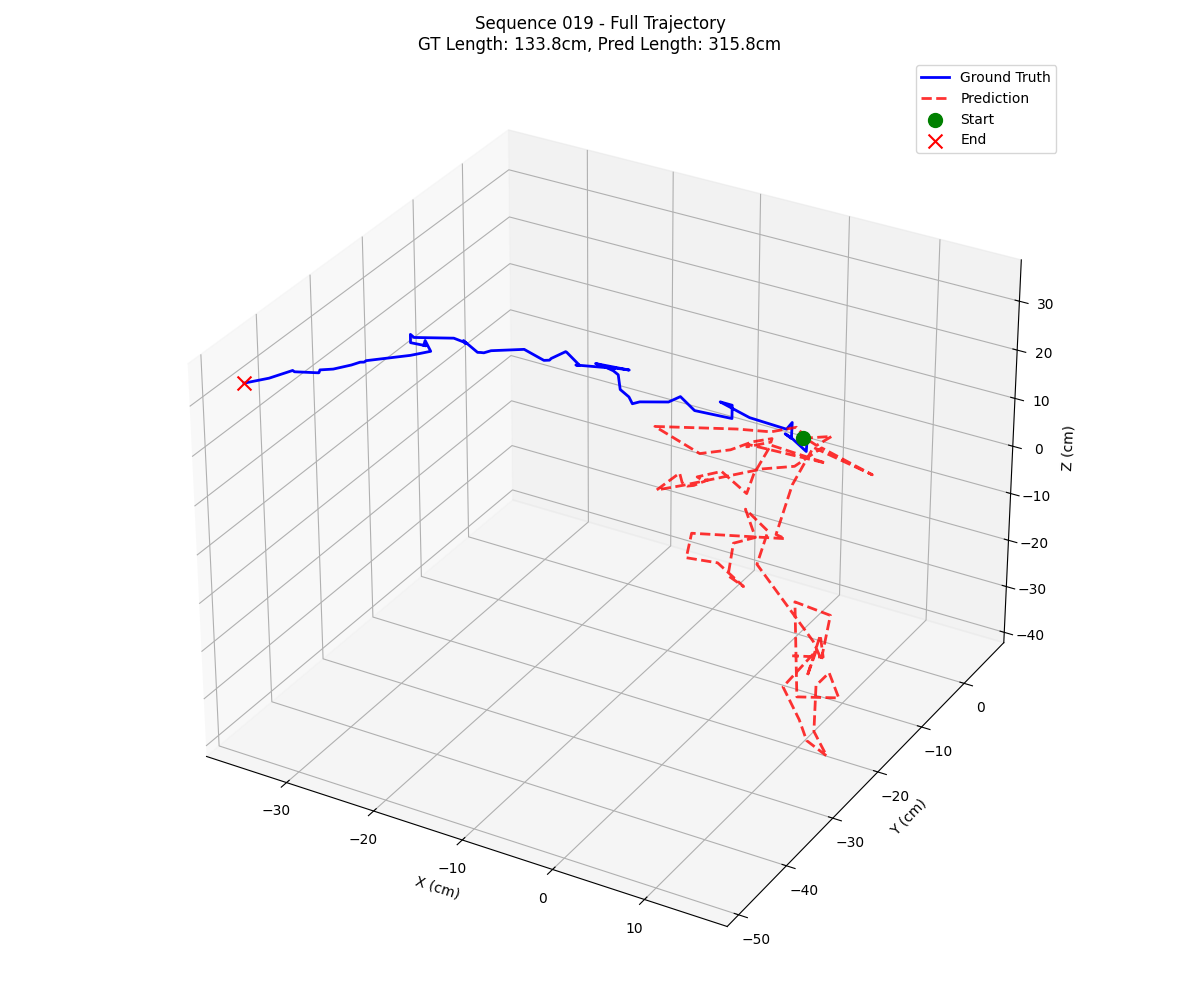 Sequence 019 - Full Trajectory
GT Length: 133.8cm, Pred Length: 315.8cm
Ground Truth
Prediction
Start
End
30
20
10
0
−10
−20
−30
−40
Z (cm)
0
−10
−20
−30
−40
−50
Y (cm)
−30
−20
−10
0
10
X (cm)